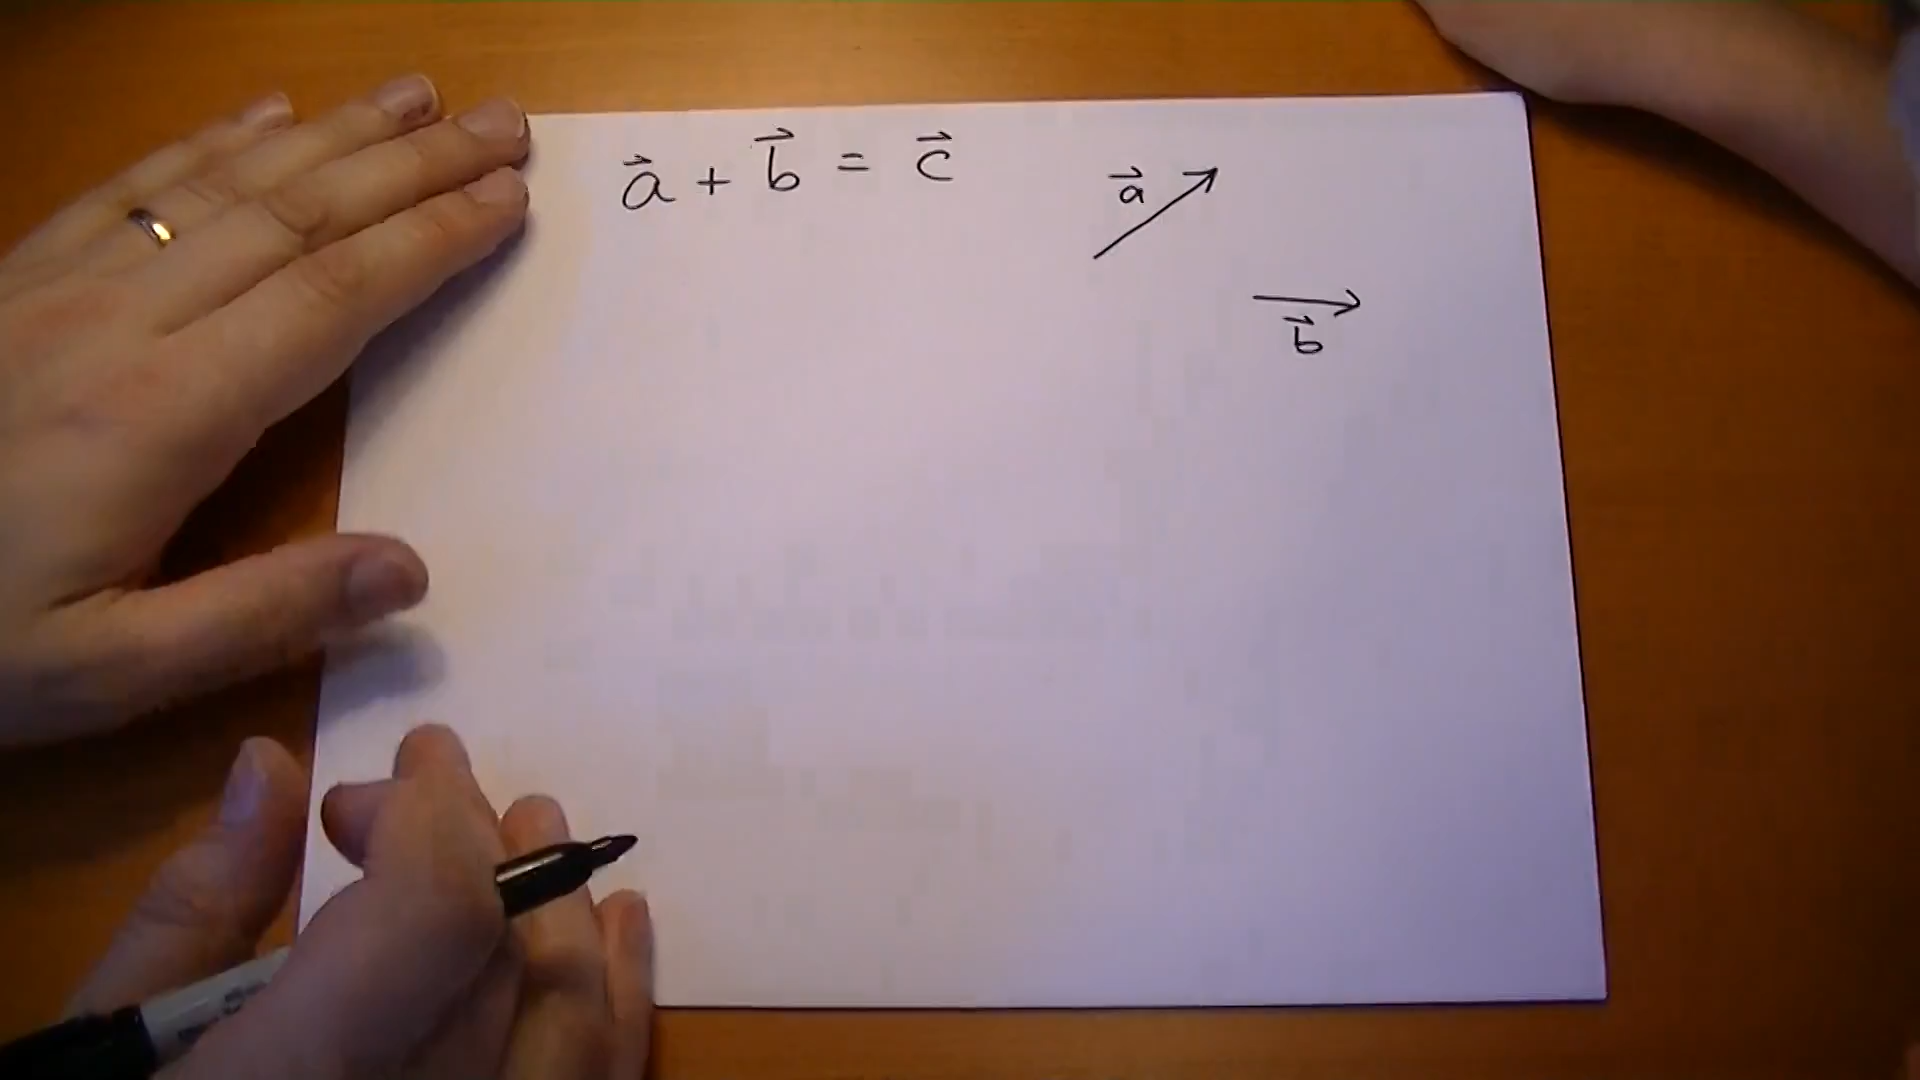 a⃗ + b⃗ = c⃗
a⃗
b⃗